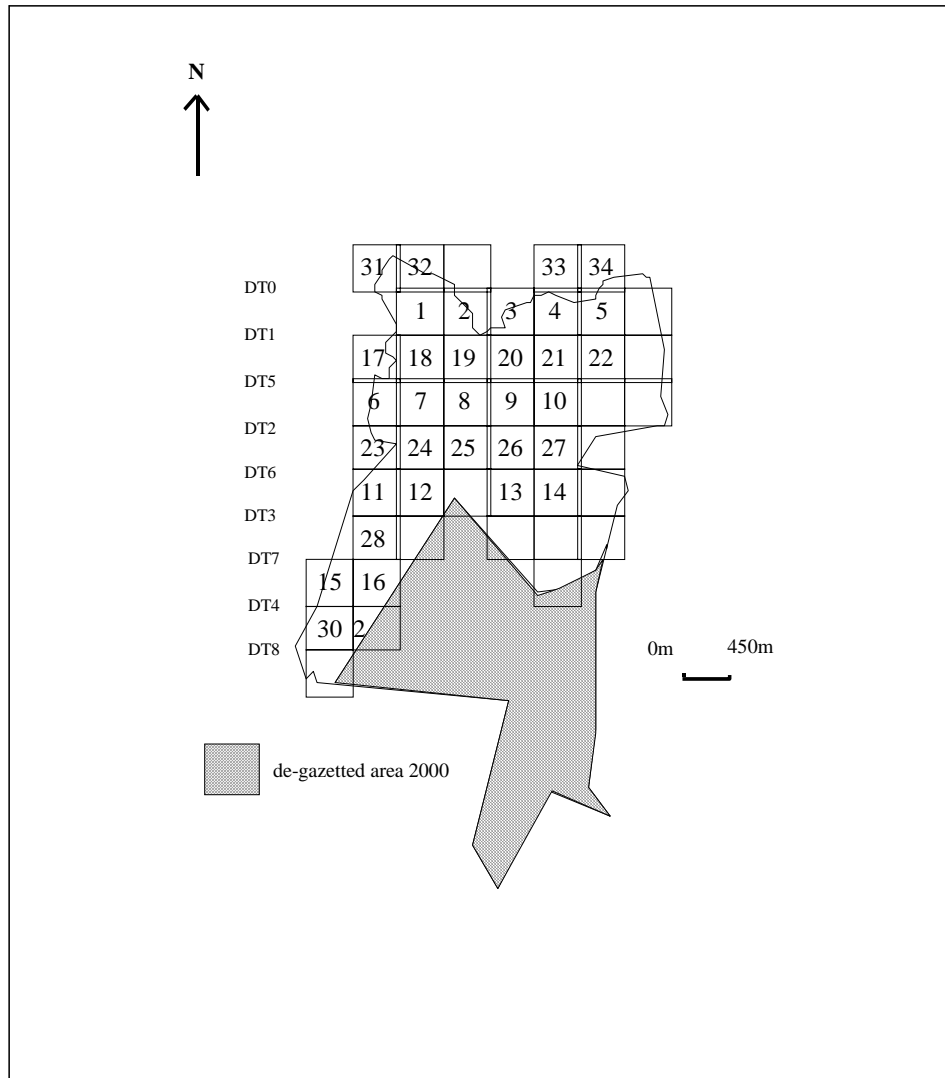 N
31 32 33 34
DT0
1 2 3 4 5
DT1
17 18 19 20 21 22
DT5
6 7 8 9 10
DT2
23 24 25 26 27
DT6
11 12 13 14
DT3
28
DT7
15 16
DT4
30 2
DT8
0m 450m
de-gazetted area 2000